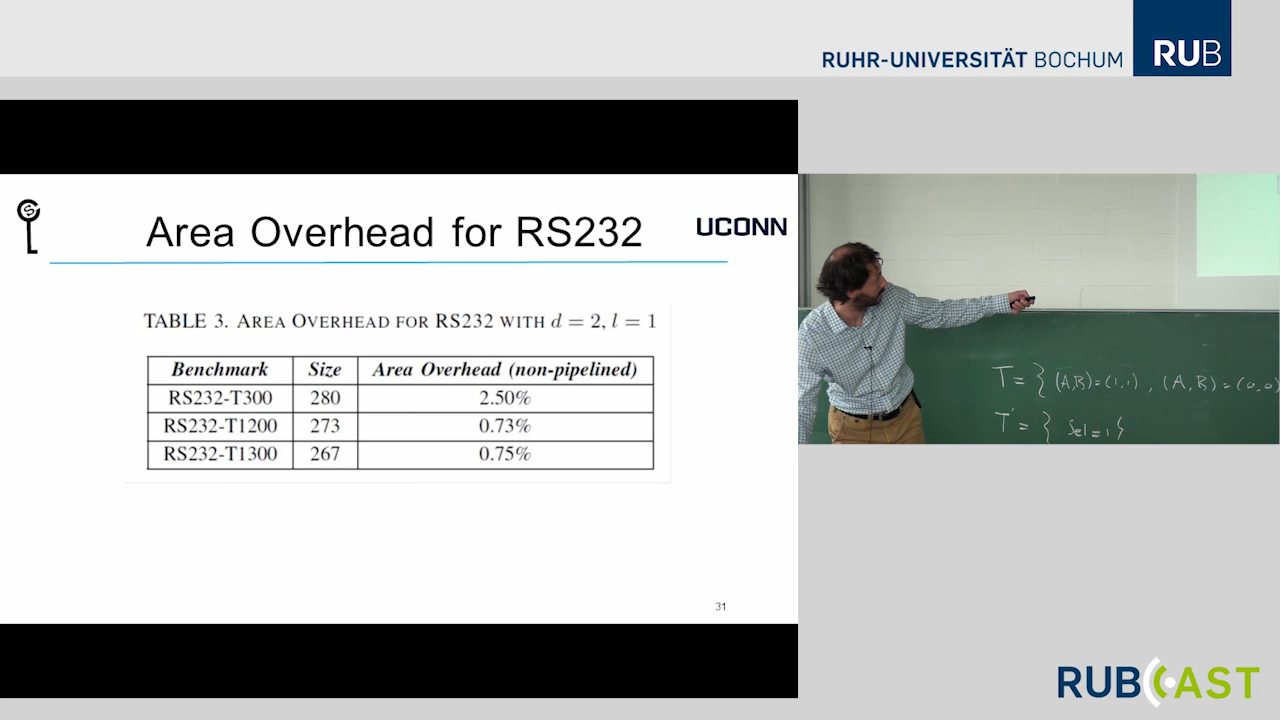 RUHR-UNIVERSITÄT BOCHUM RUB
Area Overhead for RS232
UCONN
TABLE 3. AREA OVERHEAD FOR RS232 WITH d = 2, l = 1
Benchmark Size Area Overhead (non-pipelined)
RS232-T300 280 2.50%
RS232-T1200 273 0.73%
RS232-T1300 267 0.75%
31
T = { (A,B)=(1,1) , (A,B)=(0,0)
T' = { Sel=1 }
RUBCAST